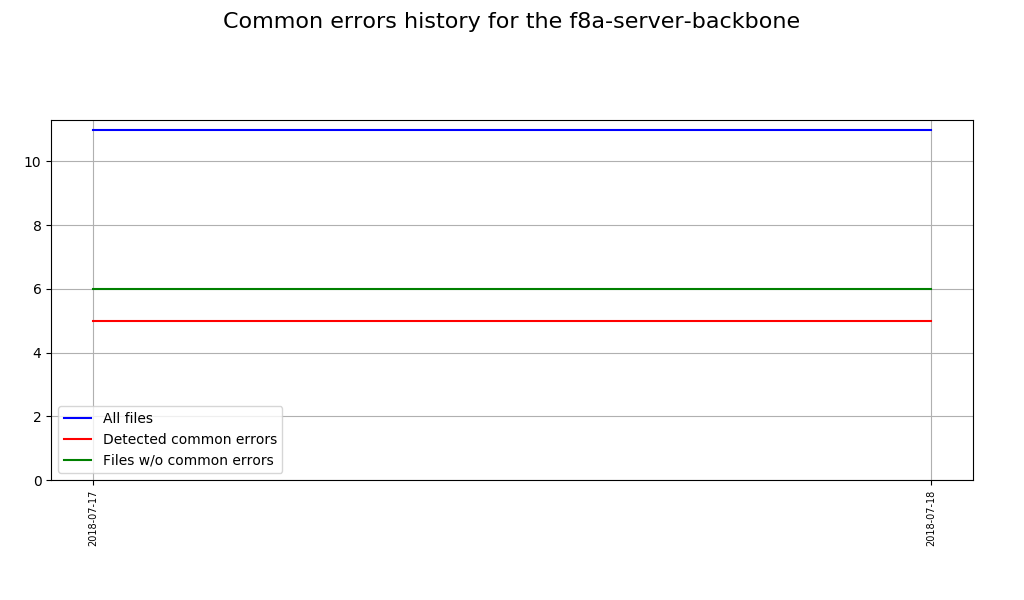 Common errors history for the f8a-server-backbone
10
8
6
4
2
0
All files
Detected common errors
Files w/o common errors
2018-07-17
2018-07-18